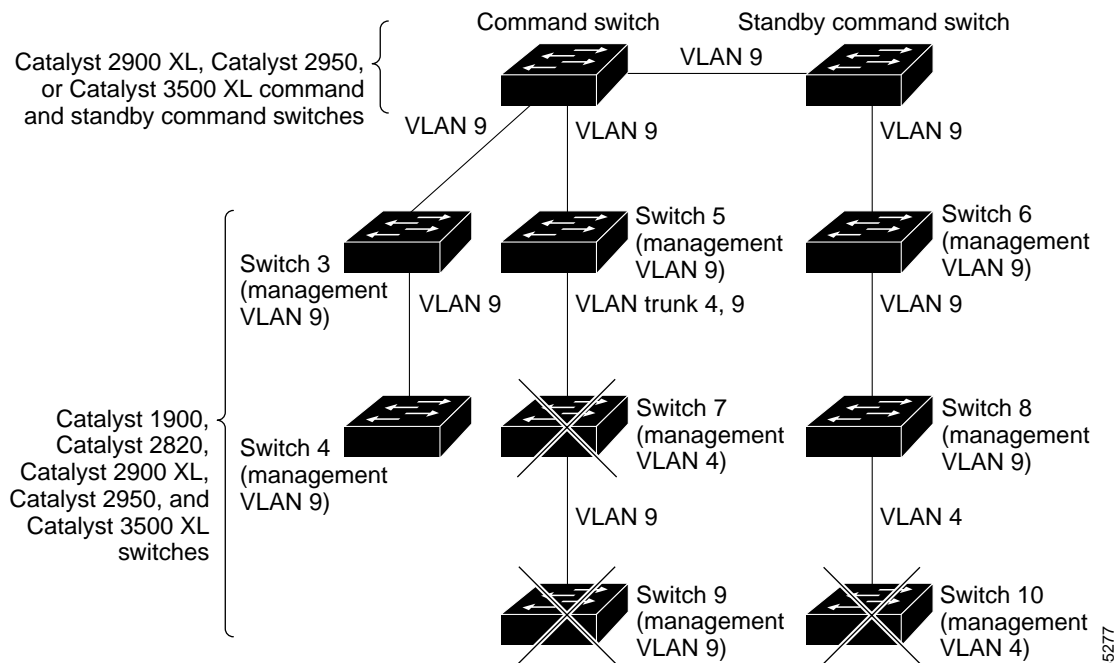 Command switch
Standby command switch
Catalyst 2900 XL, Catalyst 2950,
or Catalyst 3500 XL command
and standby command switches
VLAN 9
VLAN 9
VLAN 9
VLAN 9
Switch 3
(management
VLAN 9)
Switch 5
(management
VLAN 9)
Switch 6
(management
VLAN 9)
VLAN 9
VLAN trunk 4, 9
VLAN 9
Catalyst 1900,
Catalyst 2820,
Catalyst 2900 XL,
Catalyst 2950, and
Catalyst 3500 XL
switches
Switch 4
(management
VLAN 9)
Switch 7
(management
VLAN 4)
Switch 8
(management
VLAN 9)
VLAN 9
VLAN 4
Switch 9
(management
VLAN 9)
Switch 10
(management
VLAN 4)
5277